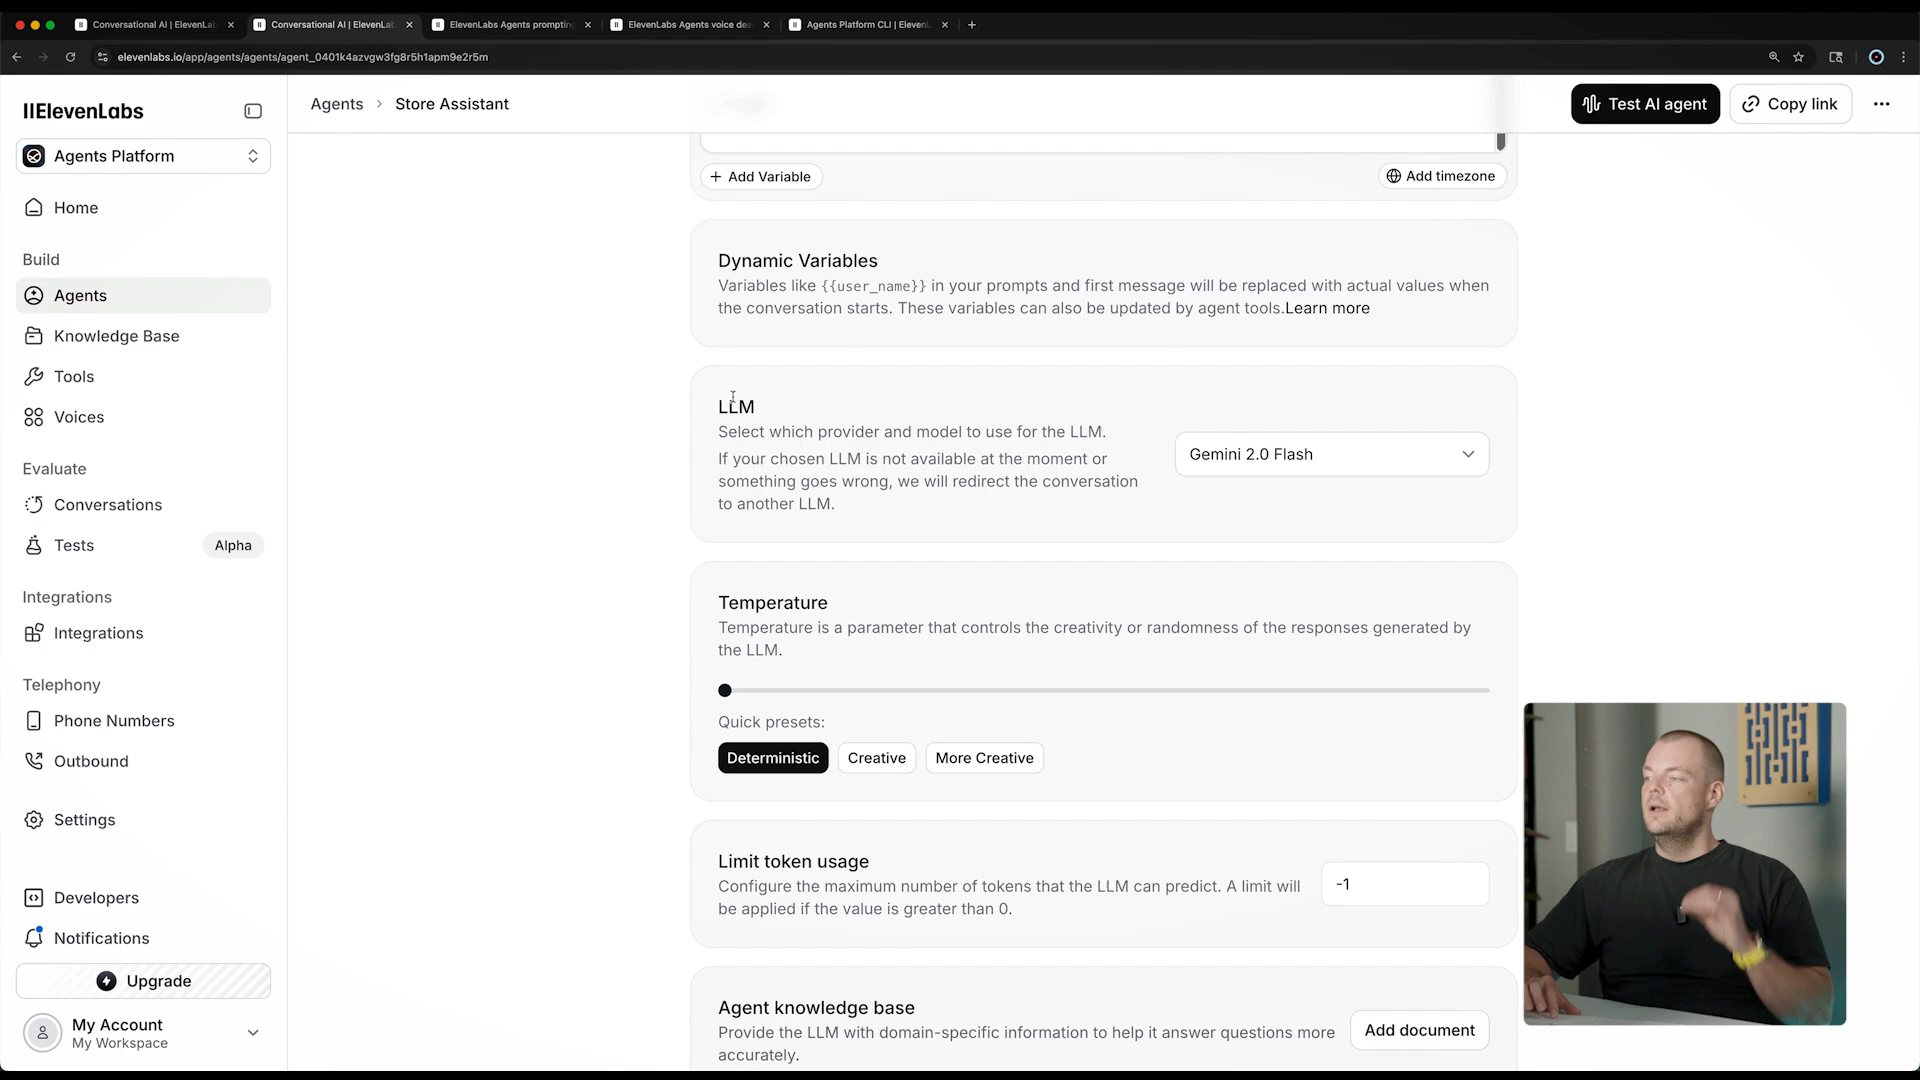 Conversational AI | ElevenLab
Conversational AI | ElevenLab
ElevenLabs Agents prompting
ElevenLabs Agents voice des
Agents Platform CLI | ElevenL
elevenlabs.io/app/agents/agents/agent_0401k4azvgw3fg8r5h1apm9e2r5m
IIElevenLabs
Agents > Store Assistant
Test AI agent
Copy link
Agents Platform
Home
Build
Agents
Knowledge Base
Tools
Voices
Evaluate
Conversations
Tests
Alpha
Integrations
Integrations
Telephony
Phone Numbers
Outbound
Settings
Developers
Notifications
Upgrade
My Account
My Workspace
+ Add Variable
Add timezone
Dynamic Variables
Variables like {{user_name}} in your prompts and first message will be replaced with actual values when
the conversation starts. These variables can also be updated by agent tools.Learn more
LLM
Select which provider and model to use for the LLM.
If your chosen LLM is not available at the moment or
something goes wrong, we will redirect the conversation
to another LLM.
Gemini 2.0 Flash
Temperature
Temperature is a parameter that controls the creativity or randomness of the responses generated by
the LLM.
Quick presets:
Deterministic
Creative
More Creative
Limit token usage
Configure the maximum number of tokens that the LLM can predict. A limit will
be applied if the value is greater than 0.
-1
Agent knowledge base
Provide the LLM with domain-specific information to help it answer questions more
accurately.
Add document